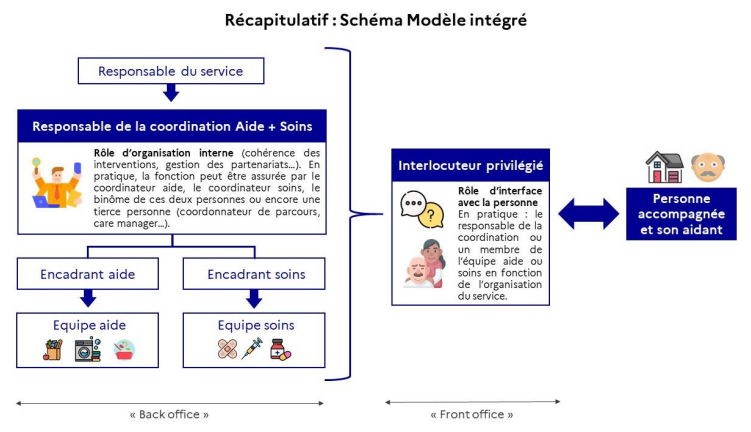 Récapitulatif : Schéma Modèle intégré
Responsable du service
Responsable de la coordination Aide + Soins
Rôle d'organisation interne (cohérence des
interventions, gestion des partenariats...). En
pratique, la fonction peut être assurée par le
coordinateur aide, le coordinateur soins, le
binôme de ces deux personnes ou encore une
tierce personne (coordonnateur de parcours,
care manager...).
Encadrant aide
Encadrant soins
Equipe aide
Equipe soins
« Back office »
Interlocuteur privilégié
Rôle d'interface
avec la personne
En pratique : le
responsable de la
coordination ou
un membre de
l'équipe aide ou
soins en fonction
de l'organisation
du service.
« Front office »
Personne
accompagnée
et son aidant